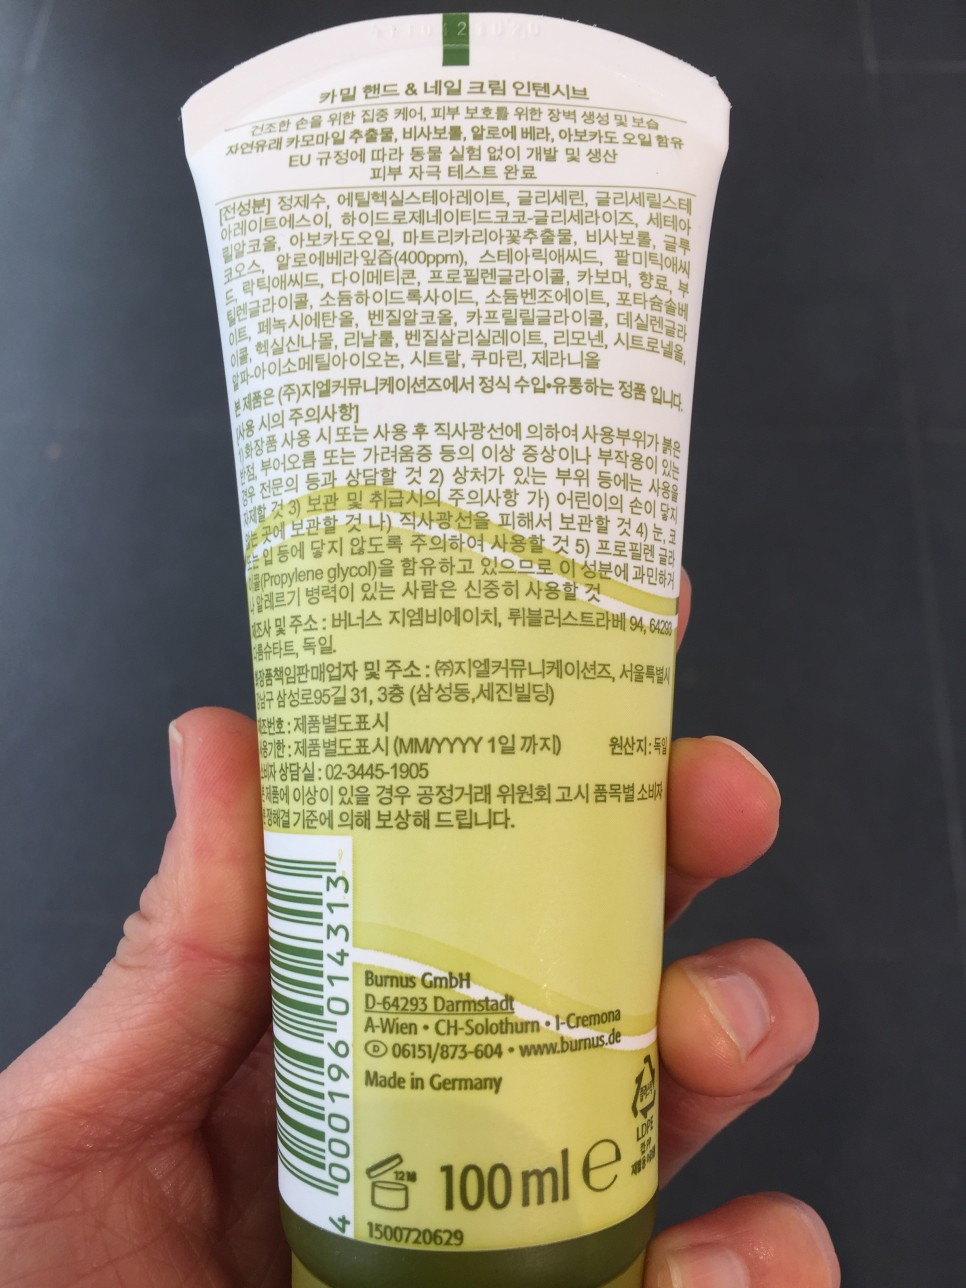 카밀 핸드 & 네일 크림 인텐시브
건조한 손을 위한 집중 케어, 피부 보호를 위한 장벽 생성 및 보습
자연유래 카모마일 추출물, 비사보롤, 알로에 베라, 아보카도 오일 함유
EU 규정에 따라 동물 실험 없이 개발 및 생산
피부 자극 테스트 완료
[전성분] 정제수, 에틸헥실스테아레이트, 글리세린, 글리세릴스테
아레이트에스이, 하이드로제네이티드코코-글리세라이즈, 세테아
릴알코올, 아보카도오일, 마트리카리아꽃추출물, 비사보롤, 글루
코오스, 알로에베라잎즙(400ppm), 스테아릭애씨드, 팔미틱애씨
드, 락틱애씨드, 다이메티콘, 프로필렌글라이콜, 카보머, 향료, 부
틸렌글라이콜, 소듐하이드록사이드, 소듐벤조에이트, 포타슘솔베
이트, 페녹시에탄올, 벤질알코올, 카프릴릴글라이콜, 데실렌글라
이콜, 헥실신나몰, 리날룰, 벤질살리실레이트, 리모넨, 시트로넬올,
알파-아이소메틸아이오논, 시트랄, 쿠마린, 제라니올
본 제품은 (주)지엘커뮤니케이션즈에서 정식 수입•유통하는 정품 입니다.
[사용 시의 주의사항]
1) 화장품 사용 시 또는 사용 후 직사광선에 의하여 사용부위가 붉은
반점, 부어오름 또는 가려움증 등의 이상 증상이나 부작용이 있는
경우 전문의 등과 상담할 것 2) 상처가 있는 부위 등에는 사용을
자제할 것 3) 보관 및 취급시의 주의사항 가) 어린이의 손이 닿지
않는 곳에 보관할 것 나) 직사광선을 피해서 보관할 것 4) 눈, 코
또는 입 등에 닿지 않도록 주의하여 사용할 것 5) 프로필렌 글라
이콜(Propylene glycol)을 함유하고 있으므로 이 성분에 과민하거
나 알레르기 병력이 있는 사람은 신중히 사용할 것
제조사 및 주소 : 버너스 지엠비에이치, 뤼블러스트라베 94, 64293
다름슈타트, 독일.
화장품책임판매업자 및 주소 : ㈜지엘커뮤니케이션즈, 서울특별시
강남구 삼성로95길 31, 3층 (삼성동,세진빌딩)
제조번호 : 제품별도표시
사용기한 : 제품별도표시 (MM/YYYY 1일 까지) 원산지 : 독일
소비자 상담실 : 02-3445-1905
본 제품에 이상이 있을 경우 공정거래 위원회 고시 품목별 소비자
분쟁해결 기준에 의해 보상해 드립니다.
4 000196 014313
Burnus GmbH
D-64293 Darmstadt
A-Wien • CH-Solothurn • I-Cremona
D 06151/873-604 • www.burnus.de
Made in Germany
LDPE
12 M
100 ml ℮
1500720629